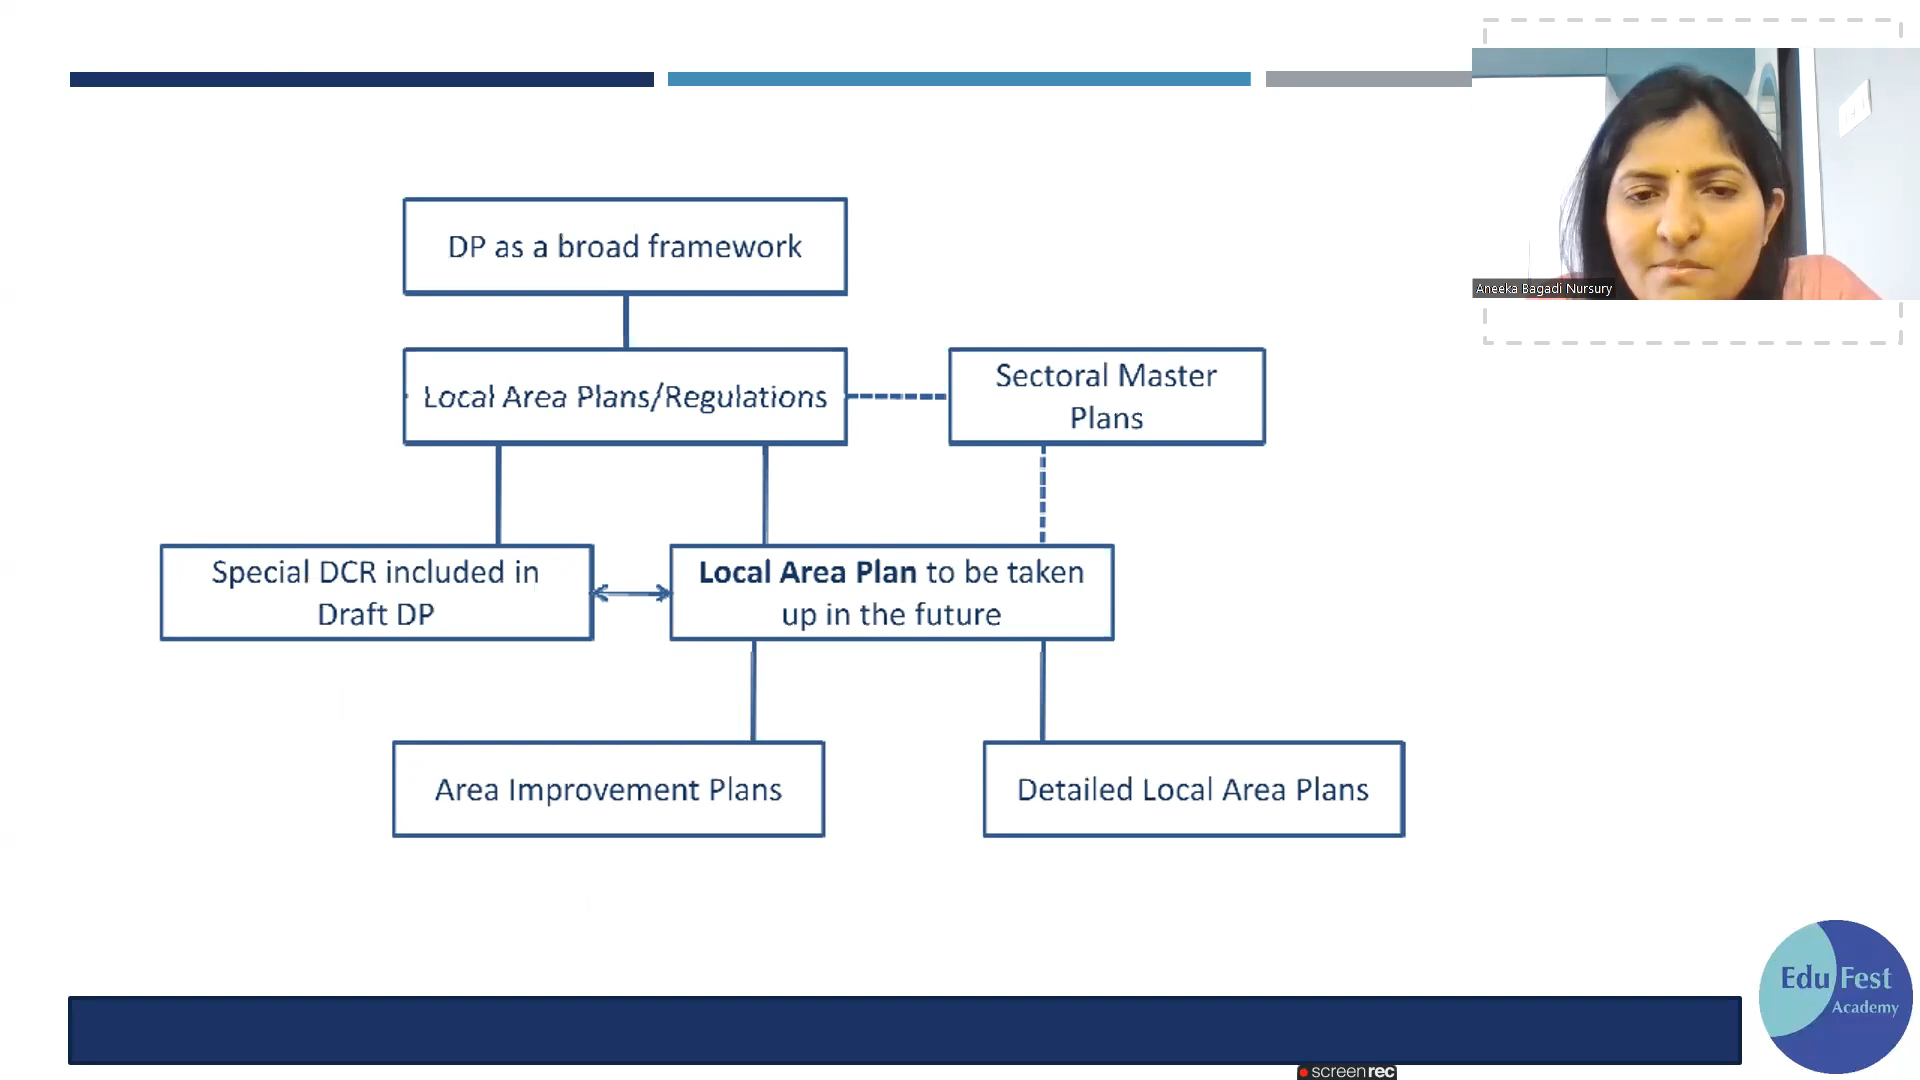 DP as a broad framework
Local Area Plans/Regulations
Sectoral Master
Plans
Special DCR included in
Draft DP
Local Area Plan to be taken
up in the future
Area Improvement Plans
Detailed Local Area Plans
Aneeka Bagadi Nursury
Edu Fest
Academy
screenrec